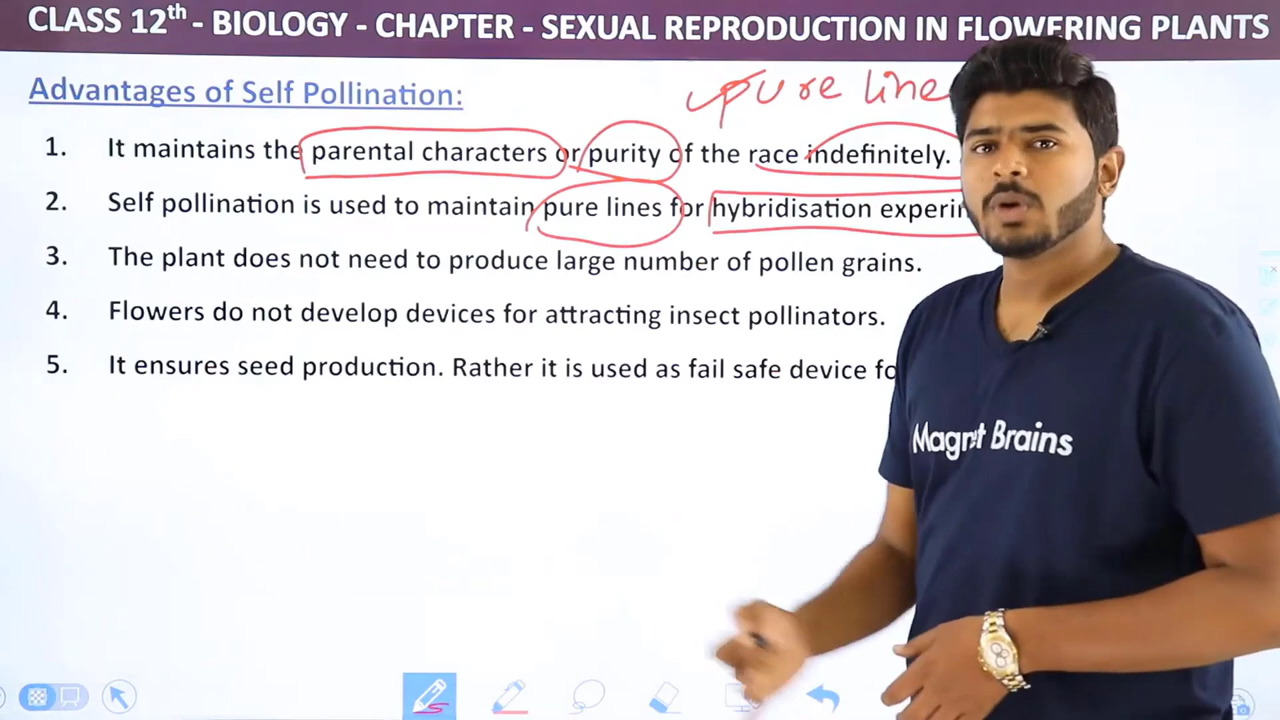 CLASS 12th - BIOLOGY - CHAPTER - SEXUAL REPRODUCTION IN FLOWERING PLANTS
Advantages of Self Pollination:
pure line
1. It maintains the parental characters or purity of the race indefinitely.
2. Self pollination is used to maintain pure lines for hybridisation
3. The plant does not need to produce large number of pollen grains.
4. Flowers do not develop devices for attracting insect pollinators.
5. It ensures seed production. Rather it is used as fail safe device
Magnet Brains